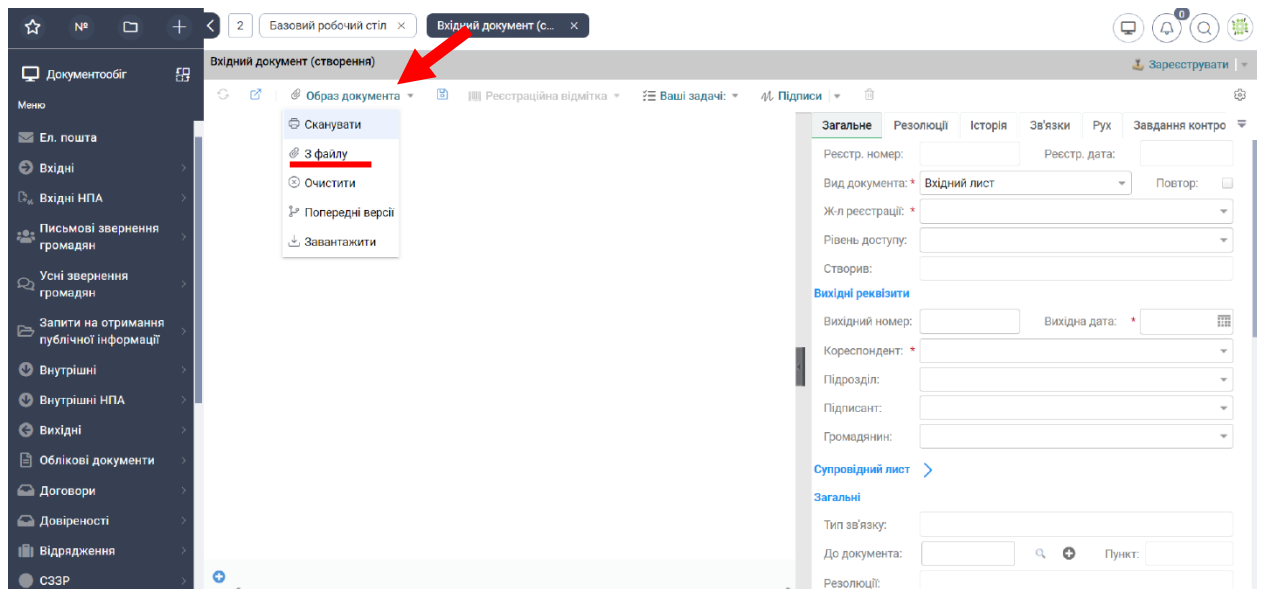 №
2
Базовий робочий стіл ×
Вхідний документ (с... ×
0
Документообіг
Меню
Ел. пошта
Вхідні
Вхідні НПА
Письмові звернення
громадян
Усні звернення
громадян
Запити на отримання
публічної інформації
Внутрішні
Внутрішні НПА
Вихідні
Облікові документи
Договори
Довіреності
Відрядження
СЗЗР
Вхідний документ (створення)
Зареєструвати
Образ документа
Реєстраційна відмітка
Ваші задачі:
Підписи
Сканувати
З файлу
Очистити
Попередні версії
Завантажити
Загальне Резолюції Історія Зв'язки Рух Завдання контро
Реєстр. номер: Реєстр. дата:
Вид документа: * Вхідний лист Повтор:
Ж-л реєстрації: *
Рівень доступу:
Створив:
Вихідні реквізити
Вихідний номер: Вихідна дата: *
Кореспондент: *
Підрозділ:
Підписант:
Громадянин:
Супровідний лист
Загальні
Тип зв'язку:
До документа: Пункт:
Резолюції: